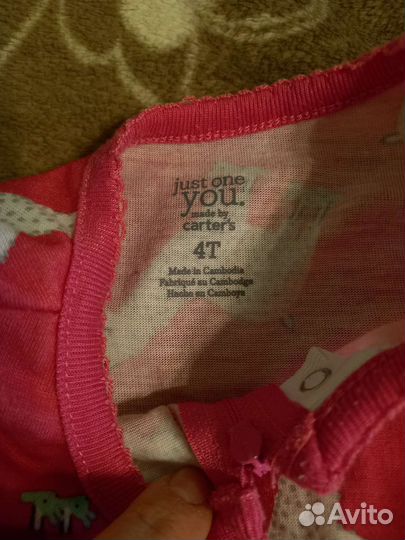 just one
you.
made by
carter's
4T
Made in Cambodia
Fabriqué au Cambodge
Hecho en Camboya
Avito